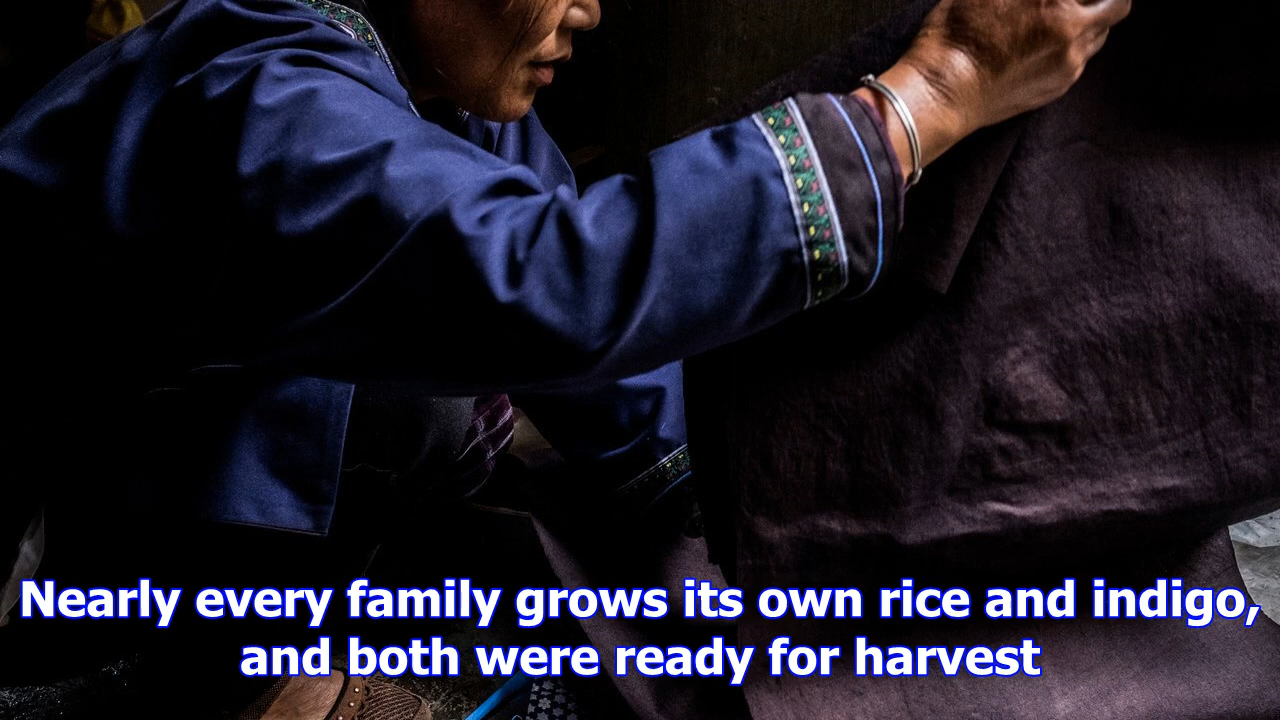 Nearly every family grows its own rice and indigo,
and both were ready for harvest